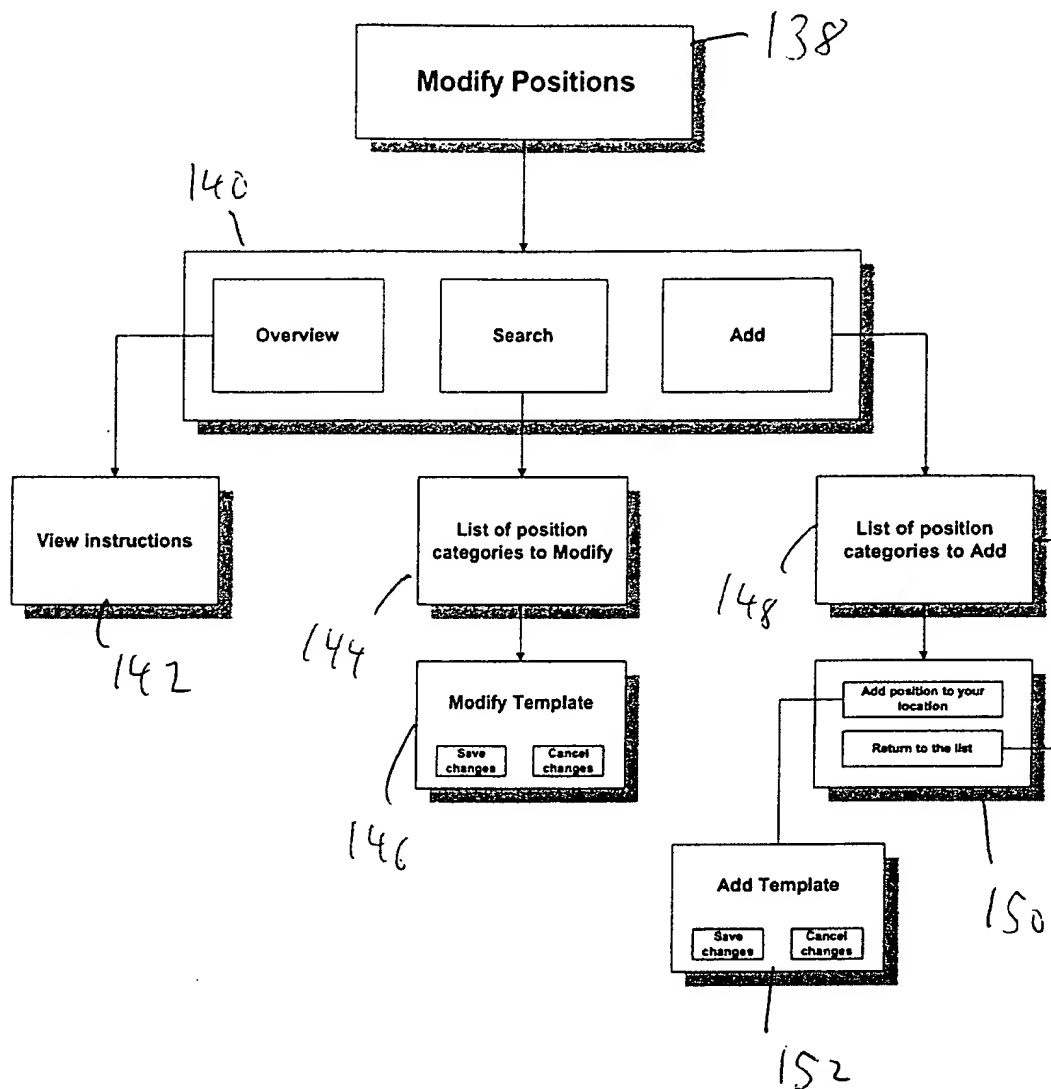 138
Modify Positions
140
Overview
Search
Add
View instructions
List of position
categories to Modify
List of position
categories to Add
142
144
148
Modify Template
Save
changes
Cancel
changes
Add position to your
location
Return to the list
146
150
Add Template
Save
changes
Cancel
changes
152